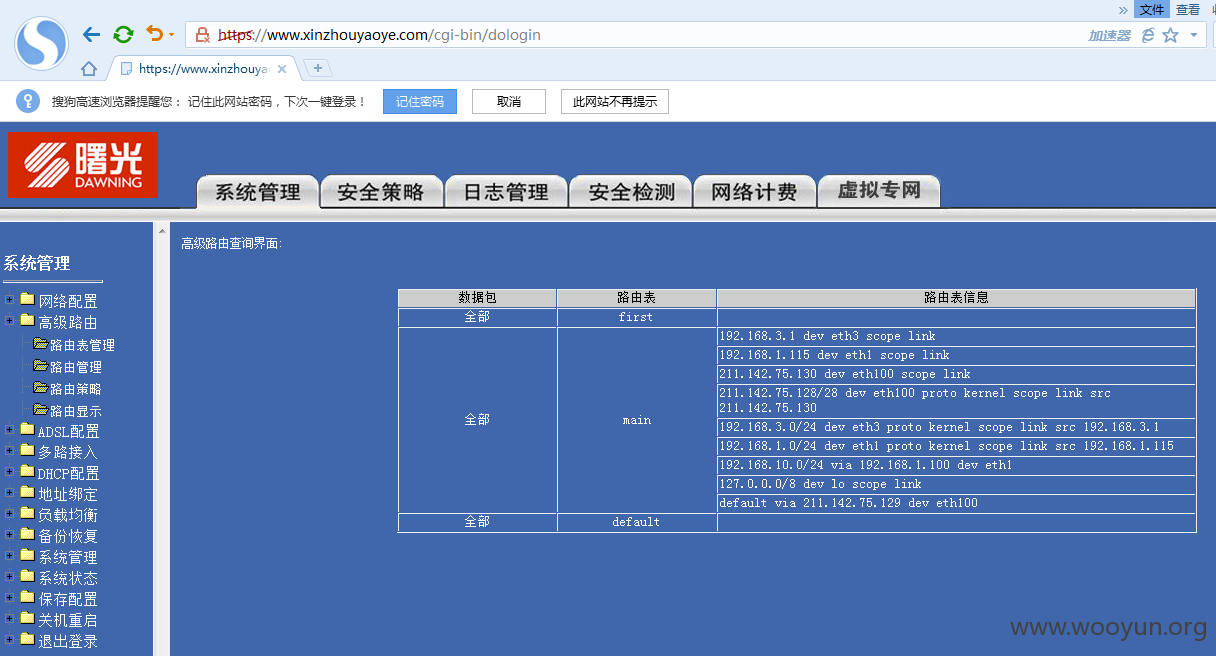 » 文件 查看
https://www.xinzhouyaoye.com/cgi-bin/dologin 加速器
https://www.xinzhouya
搜狗高速浏览器提醒您： 记住此网站密码，下次一键登录！ 记住密码 取消 此网站不再提示
曙光
DAWNING
系统管理 安全策略 日志管理 安全检测 网络计费 虚拟专网
系统管理
网络配置
高级路由
路由表管理
路由管理
路由策略
路由显示
ADSL配置
多路接入
DHCP配置
地址绑定
负载均衡
备份恢复
系统管理
系统状态
保存配置
关机重启
退出登录
高级路由查询界面:
数据包 路由表 路由表信息
全部 first
全部 main
192.168.3.1 dev eth3 scope link
192.168.1.115 dev eth1 scope link
211.142.75.130 dev eth100 scope link
211.142.75.128/28 dev eth100 proto kernel scope link src
211.142.75.130
192.168.3.0/24 dev eth3 proto kernel scope link src 192.168.3.1
192.168.1.0/24 dev eth1 proto kernel scope link src 192.168.1.115
192.168.10.0/24 via 192.168.1.100 dev eth1
127.0.0.0/8 dev lo scope link
default via 211.142.75.129 dev eth100
全部 default
www.wooyun.org